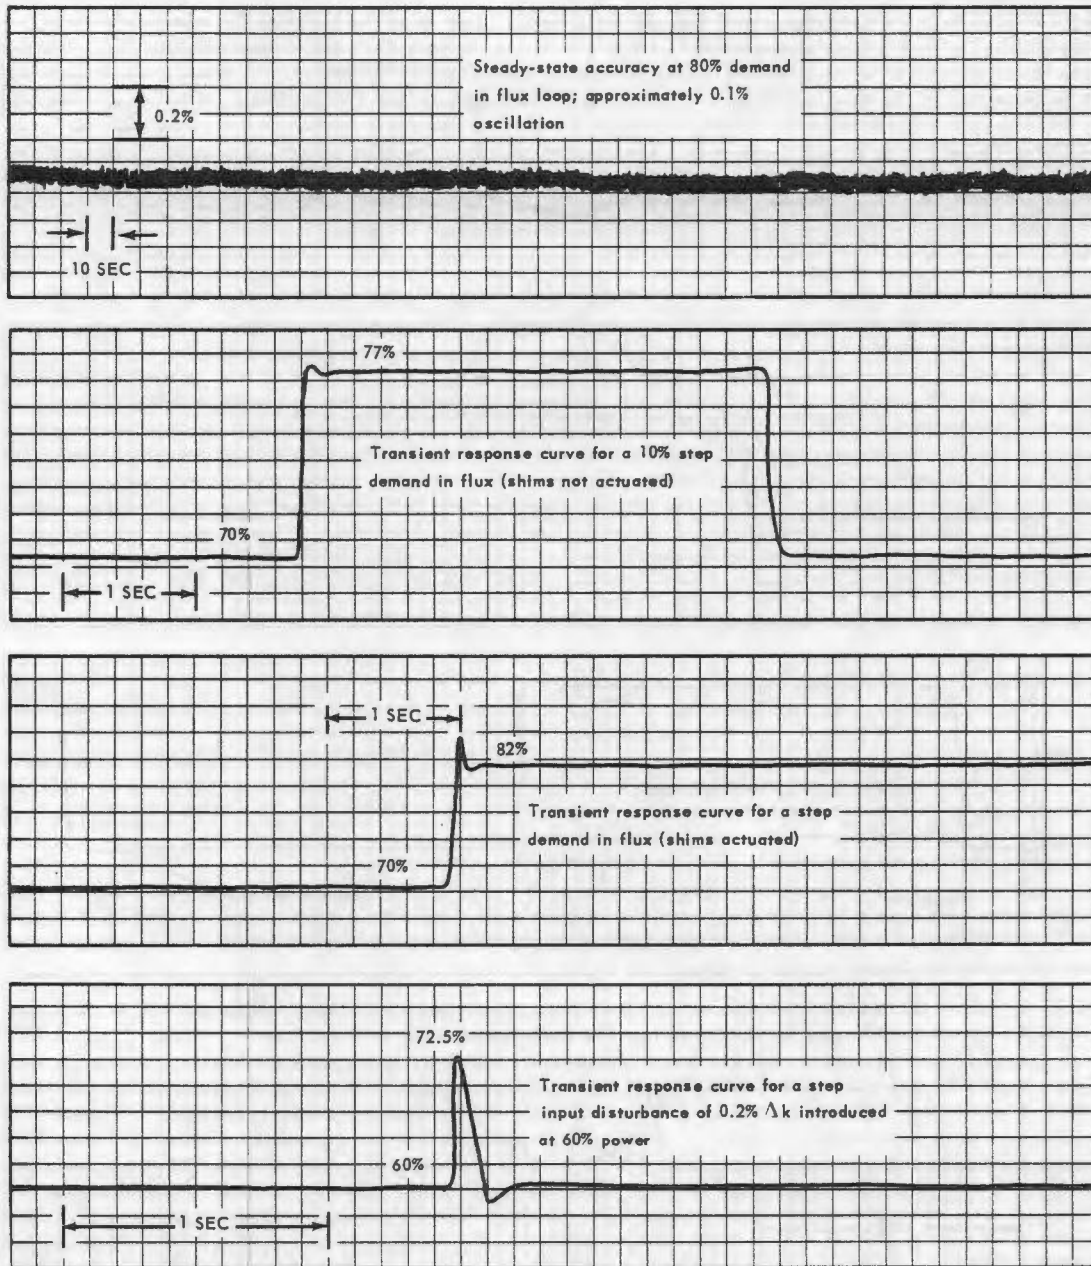 Steady-state accuracy at 80% demand
in flux loop; approximately 0.1%
oscillation
0.2%
10 SEC
77%
Transient response curve for a 10% step
demand in flux (shims not actuated)
70%
1 SEC
1 SEC
82%
Transient response curve for a step
demand in flux (shims actuated)
70%
72.5%
Transient response curve for a step
input disturbance of 0.2% Δk introduced
at 60% power
60%
1 SEC